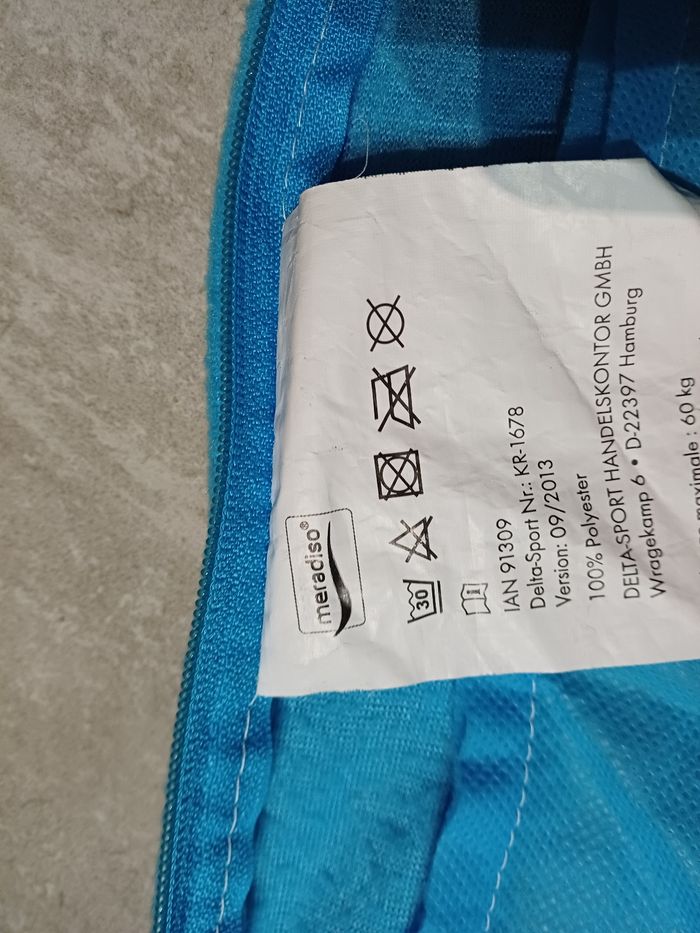 meradiso®
30
IAN 91309
Delta-Sport Nr.: KR-1678
Version: 09/2013
100% Polyester
DELTA-SPORT HANDELSKONTOR GMBH
Wragekamp 6 • D-22397 Hamburg
maximale : 60 kg